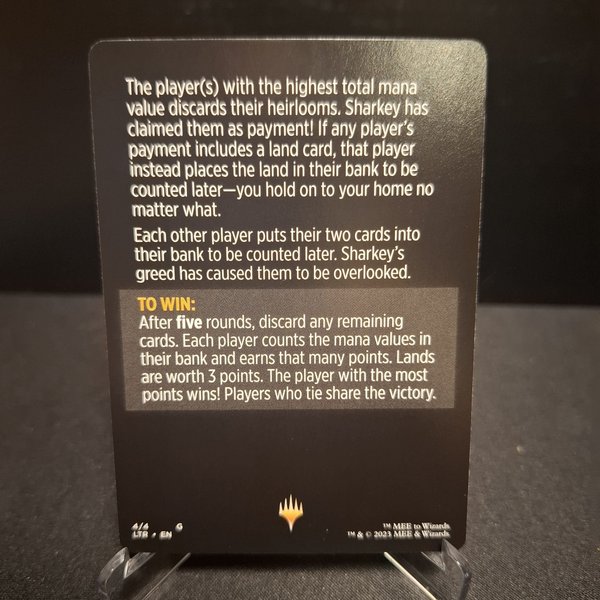 The player(s) with the highest total mana
value discards their heirlooms. Sharkey has
claimed them as payment! If any player's
payment includes a land card, that player
instead places the land in their bank to be
counted later—you hold on to your home no
matter what.
Each other player puts their two cards into
their bank to be counted later. Sharkey's
greed has caused them to be overlooked.
TO WIN:
After five rounds, discard any remaining
cards. Each player counts the mana values in
their bank and earns that many points. Lands
are worth 3 points. The player with the most
points wins! Players who tie share the victory.
4/4 G
LTR • EN
™ MEE to Wizards
™ & © 2023 MEE & Wizards